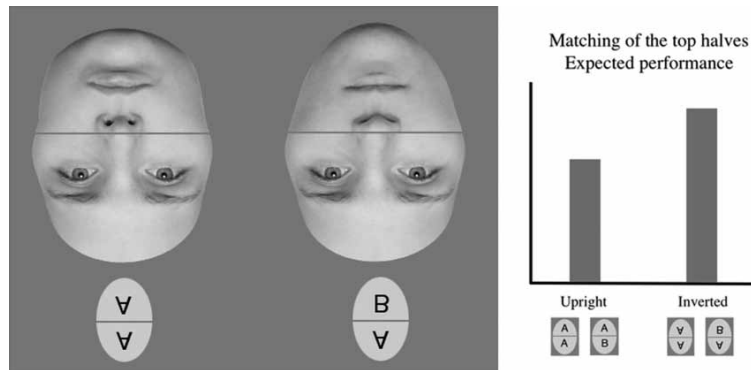 ∀
∀
B
∀
Matching of the top halves
Expected performance
Upright Inverted
A A ∀ B
A B ∀ ∀